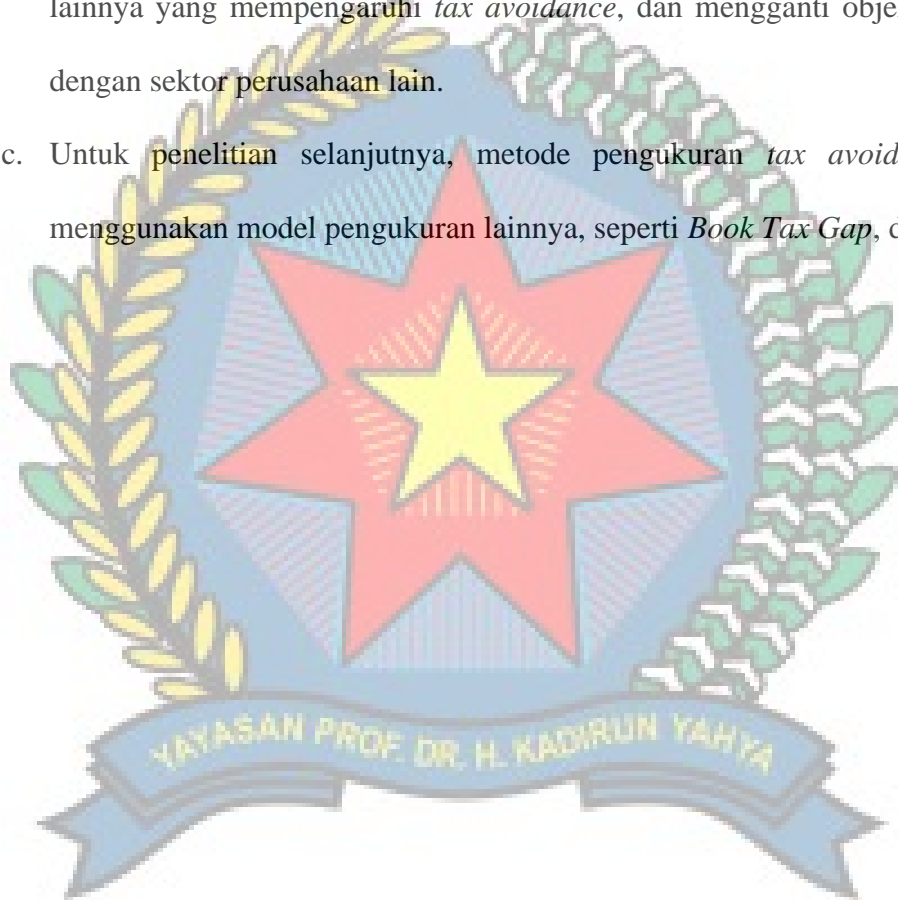 lainnya yang mempengaruhi tax avoidance, dan mengganti obje
dengan sektor perusahaan lain.
c. Untuk penelitian selanjutnya, metode pengukuran tax avoid
menggunakan model pengukuran lainnya, seperti Book Tax Gap, d
YAYASAN PROF. DR. H. KADIRUN YAHYA